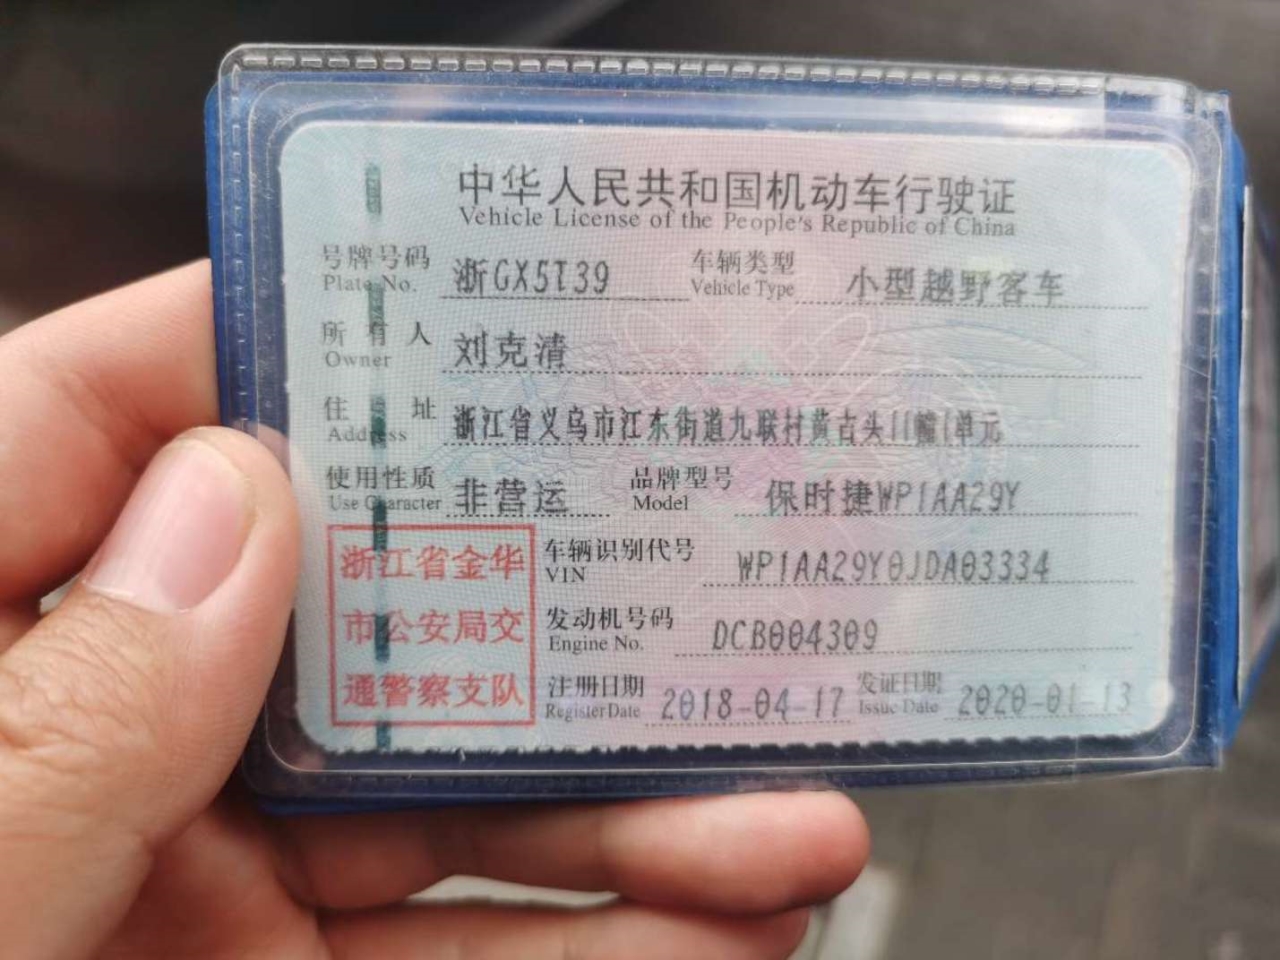 中华人民共和国机动车行驶证
Vehicle License of the People's Republic of China
号牌号码 浙GX5T39 车辆类型 小型越野客车
Plate No. Vehicle Type
所有人 刘克清
Owner
住址 浙江省义乌市江东街道九联村黄古头11幢1单元
Address
使用性质 非营运 品牌型号 保时捷WP1AA29Y
Use Character Model
浙江省金华
市公安局交
通警察支队
车辆识别代号 WP1AA29Y0JDA03334
VIN
发动机号码 DCB004309
Engine No.
注册日期 2018-04-17 发证日期 2020-01-13
Register Date Issue Date